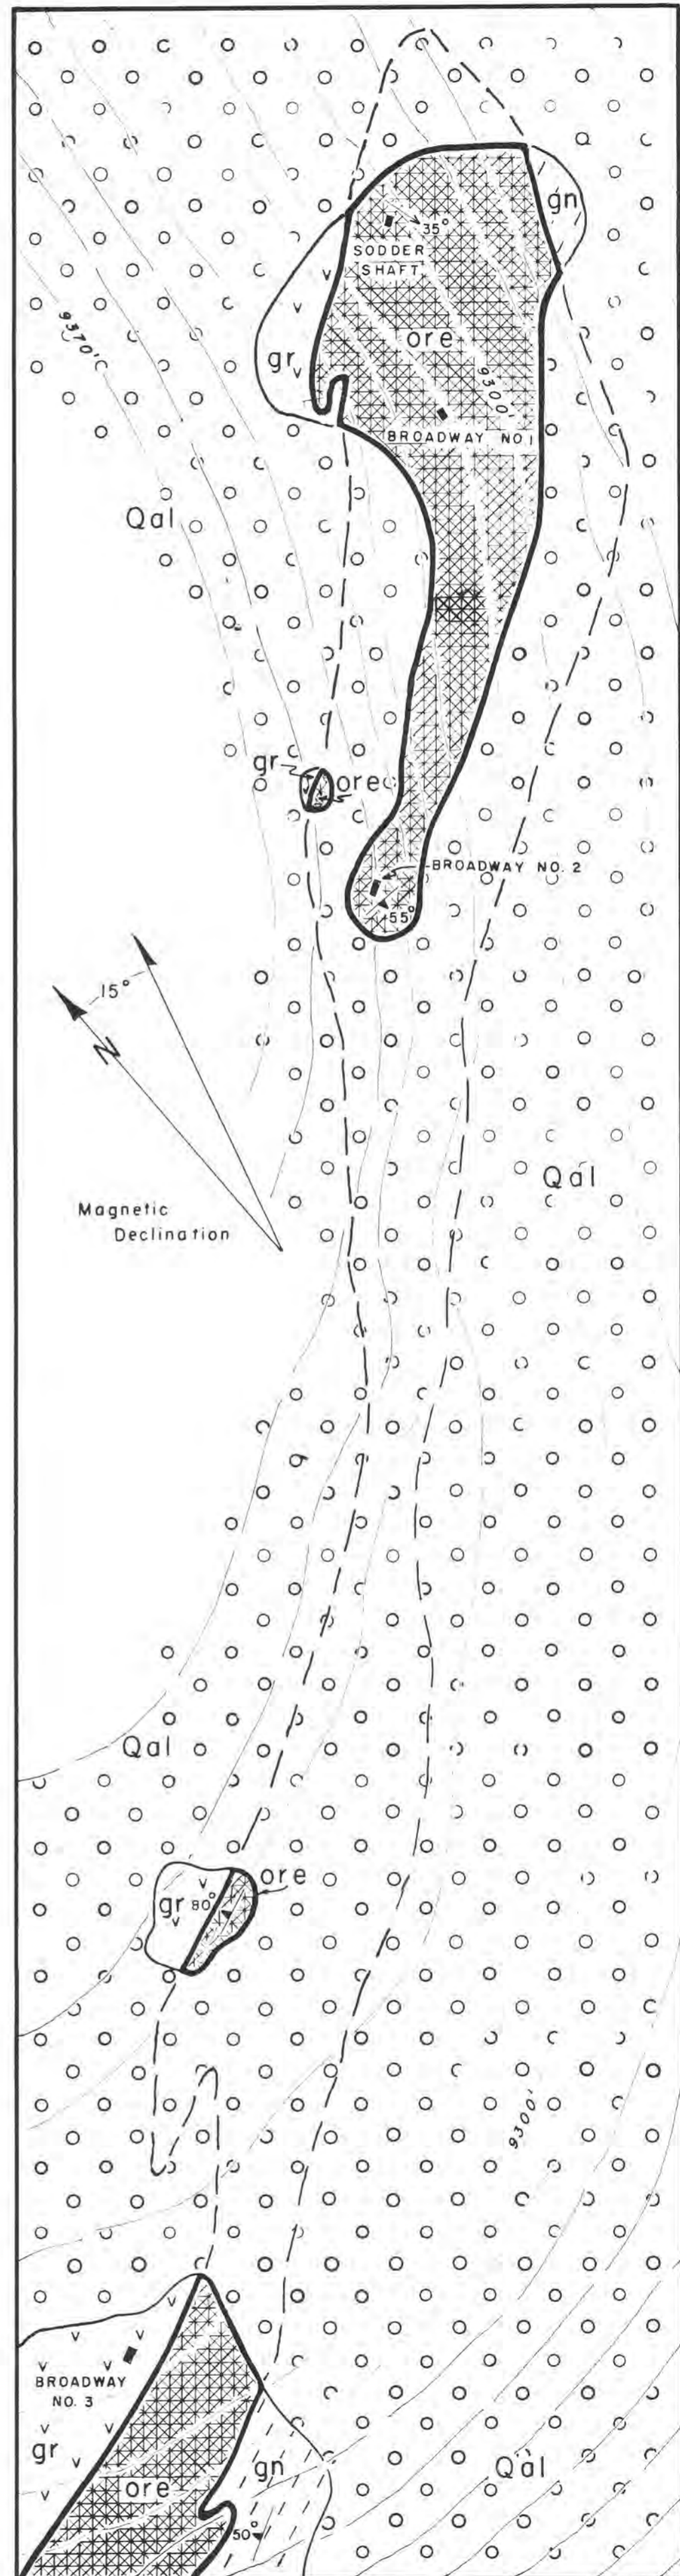 gn
35°
SODDER
SHAFT
9370'
ore
gr
9300'
BROADWAY NO. 1
Qal
gr
ore
BROADWAY NO. 2
55°
15°
N
Qal
Magnetic
Declination
Qal
ore
gr 80°
9300'
BROADWAY
NO. 3
gr
gn
Qal
ore
50°